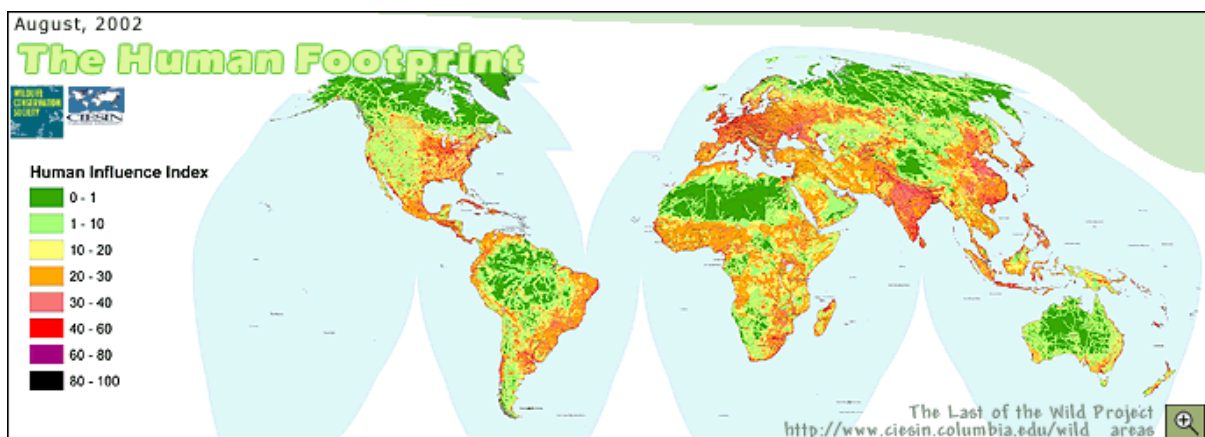 August, 2002
The Human Footprint
WILDLIFE
CONSERVATION
SOCIETY
CIESIN
Human Influence Index
0 - 1
1 - 10
10 - 20
20 - 30
30 - 40
40 - 60
60 - 80
80 - 100
The Last of the Wild Project
http://www.ciesin.columbia.edu/wild_areas